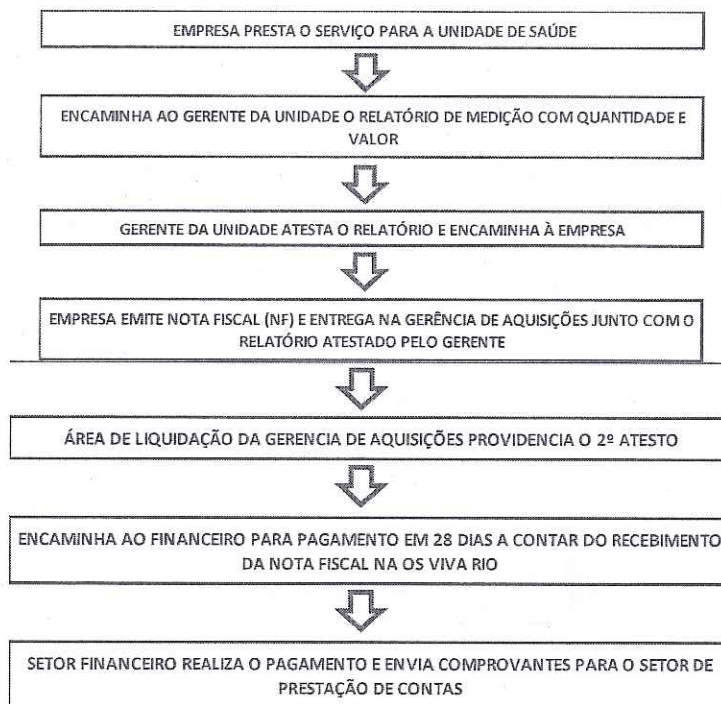 EMPRESA PRESTA O SERVIÇO PARA A UNIDADE DE SAÚDE
ENCAMINHA AO GERENTE DA UNIDADE O RELATÓRIO DE MEDIÇÃO COM QUANTIDADE E
VALOR
GERENTE DA UNIDADE ATESTA O RELATÓRIO E ENCAMINHA À EMPRESA
EMPRESA EMITE NOTA FISCAL (NF) E ENTREGA NA GERÊNCIA DE AQUISIÇÕES JUNTO COM O
RELATÓRIO ATESTADO PELO GERENTE
ÁREA DE LIQUIDAÇÃO DA GERENCIA DE AQUISIÇÕES PROVIDENCIA O 2º ATESTO
ENCAMINHA AO FINANCEIRO PARA PAGAMENTO EM 28 DIAS A CONTAR DO RECEBIMENTO
DA NOTA FISCAL NA OS VIVA RIO
SETOR FINANCEIRO REALIZA O PAGAMENTO E ENVIA COMPROVANTES PARA O SETOR DE
PRESTAÇÃO DE CONTAS